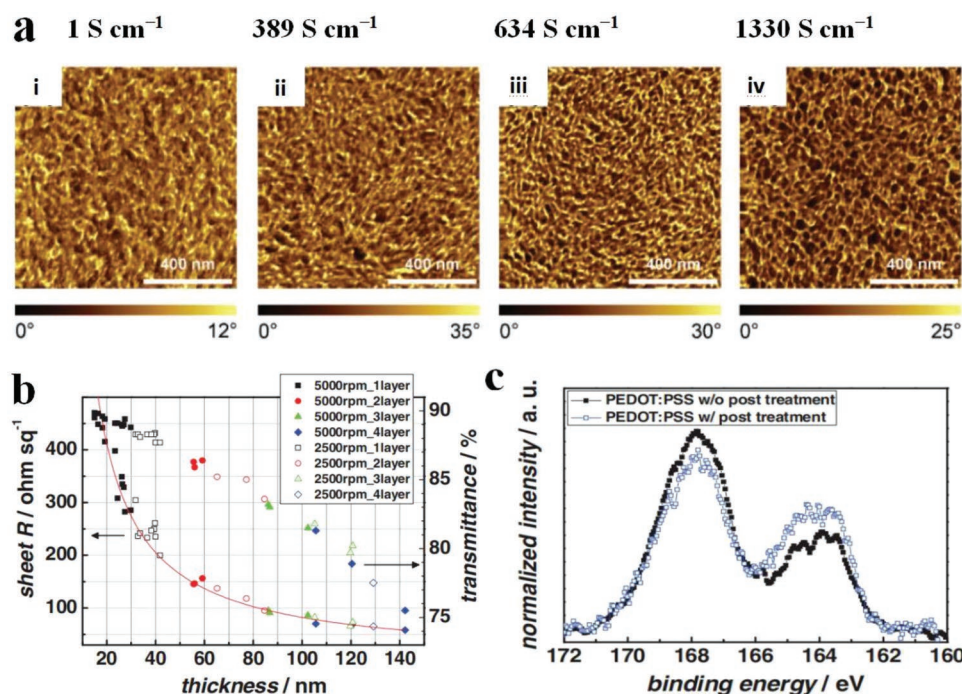 a 1 S cm⁻¹ 389 S cm⁻¹ 634 S cm⁻¹ 1330 S cm⁻¹
i ii iii iv
400 nm 400 nm 400 nm 400 nm
0° 12° 0° 35° 0° 30° 0° 25°
b
5000rpm_1layer
5000rpm_2layer
5000rpm_3layer
5000rpm_4layer
2500rpm_1layer
2500rpm_2layer
2500rpm_3layer
2500rpm_4layer
sheet R / ohm sq⁻¹
400
300
200
100
20 40 60 80 100 120 140
thickness / nm
90
85
80
75
transmittance / %
c
PEDOT:PSS w/o post treatment
PEDOT:PSS w/ post treatment
normalized intensity / a. u.
172 170 168 166 164 162 160
binding energy / eV